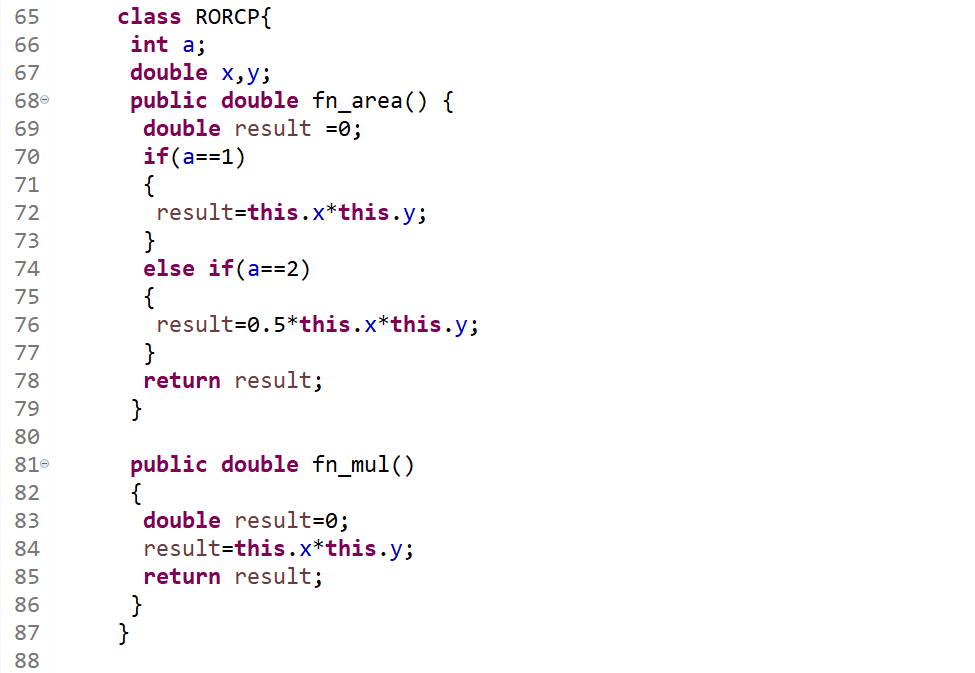 65 class RORCP{
66 int a;
67 double x,y;
68 public double fn_area() {
69 double result =0;
70 if(a==1)
71 {
72 result=this.x*this.y;
73 }
74 else if(a==2)
75 {
76 result=0.5*this.x*this.y;
77 }
78 return result;
79 }
80
81 public double fn_mul()
82 {
83 double result=0;
84 result=this.x*this.y;
85 return result;
86 }
87 }
88